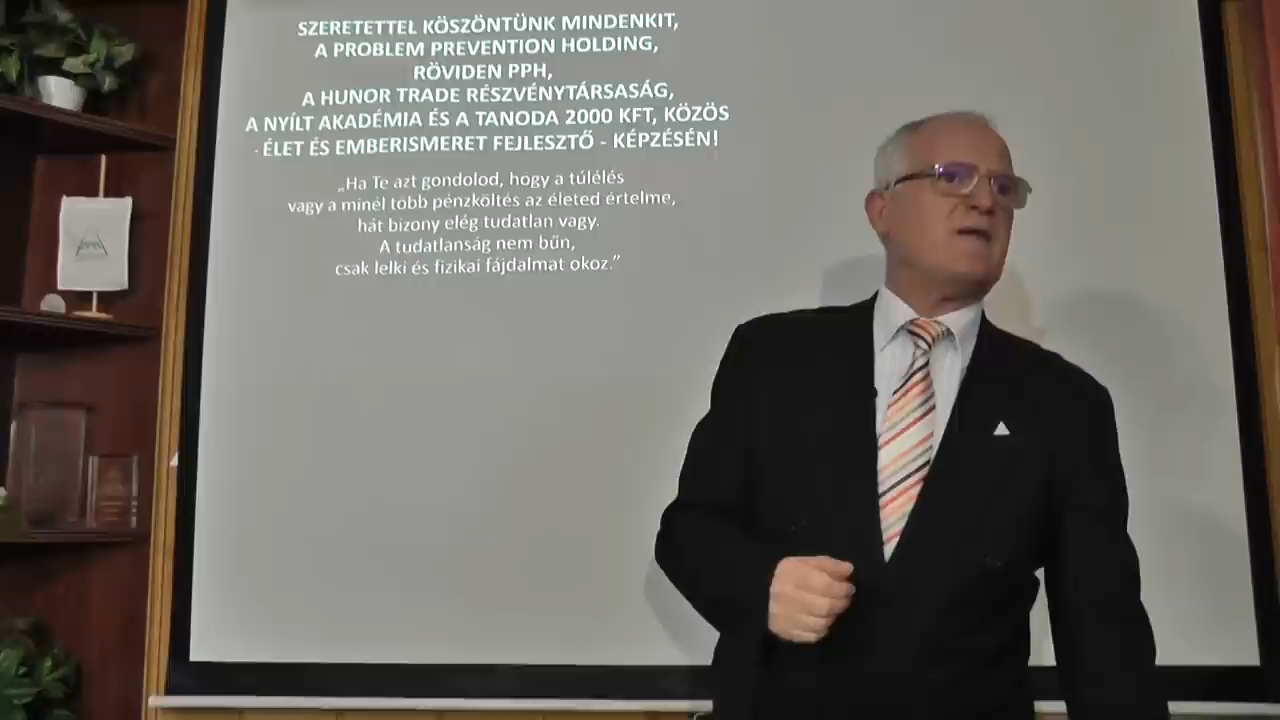 SZERETETTEL KÖSZÖNTÜNK MINDENKIT,
A PROBLEM PREVENTION HOLDING,
RÖVIDEN PPH,
A HUNOR TRADE RÉSZVÉNYTÁRSASÁG,
A NYÍLT AKADÉMIA ÉS A TANODA 2000 KFT, KÖZÖS
- ÉLET ÉS EMBERISMERET FEJLESZTŐ - KÉPZÉSÉN!
„Ha Te azt gondolod, hogy a túlélés
vagy a minél több pénzköltés az életed értelme,
hát bizony elég tudatlan vagy.
A tudatlanság nem bűn,
csak lelki és fizikai fájdalmat okoz.”